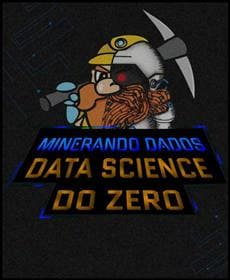 MINERANDO DADOS
DATA SCIENCE
DO ZERO